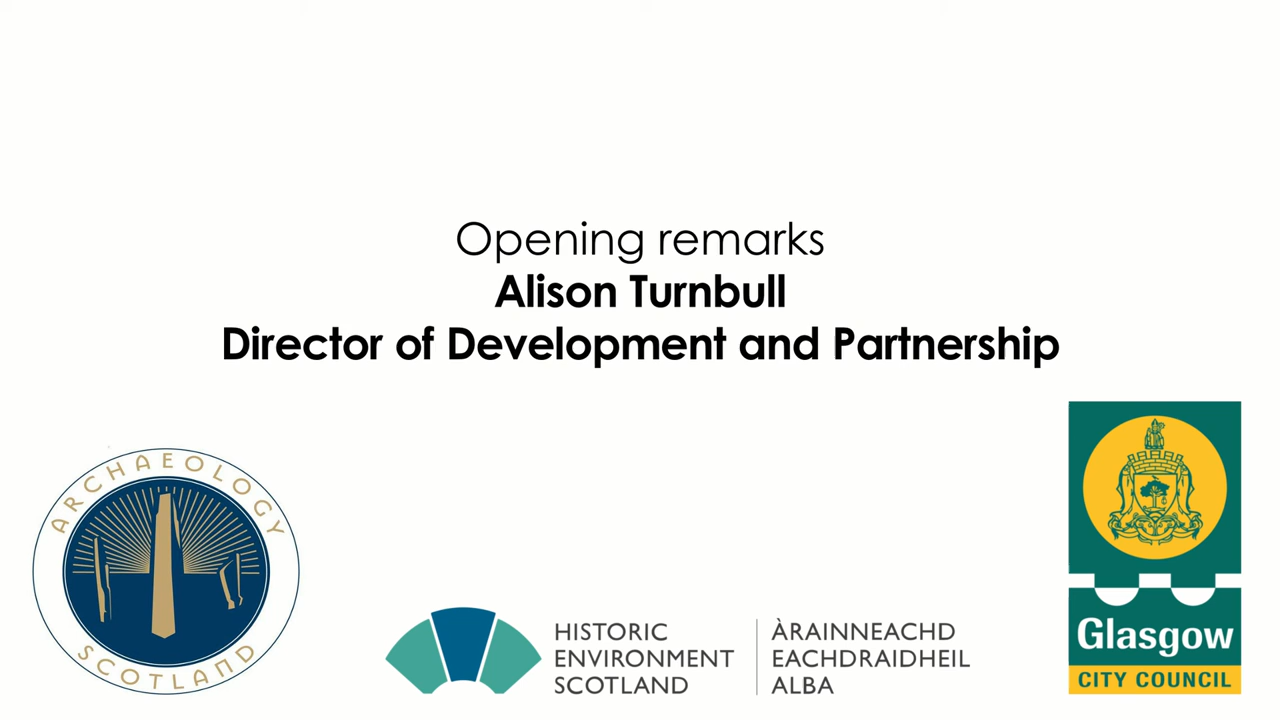 Opening remarks
Alison Turnbull
Director of Development and Partnership
ARCHAEOLOGY
SCOTLAND
HISTORIC
ENVIRONMENT
SCOTLAND
ÀRAINNEACHD
EACHDRAIDHEIL
ALBA
Glasgow
CITY COUNCIL